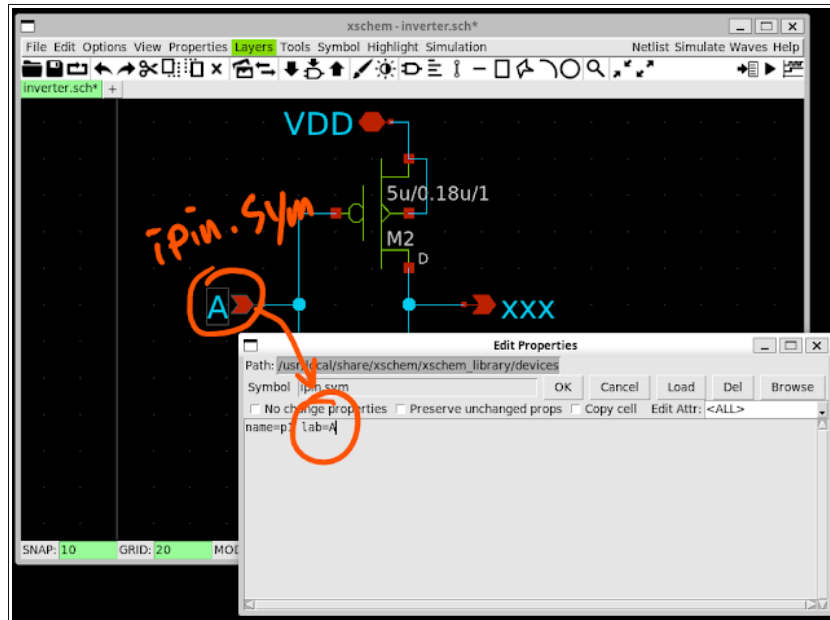 xschem - inverter.sch*
File Edit Options View Properties Layers Tools Symbol Highlight Simulation Netlist Simulate Waves Help
inverter.sch* +
VDD
5u/0.18u/1
ipin.sym
M2
D
A
xxx
Edit Properties
Path: /usr/local/share/xschem/xschem_library/devices
Symbol ipin.sym OK Cancel Load Del Browse
No change properties Preserve unchanged props Copy cell Edit Attr: <ALL>
name=p1 lab=A
SNAP: 10 GRID: 20 MOD